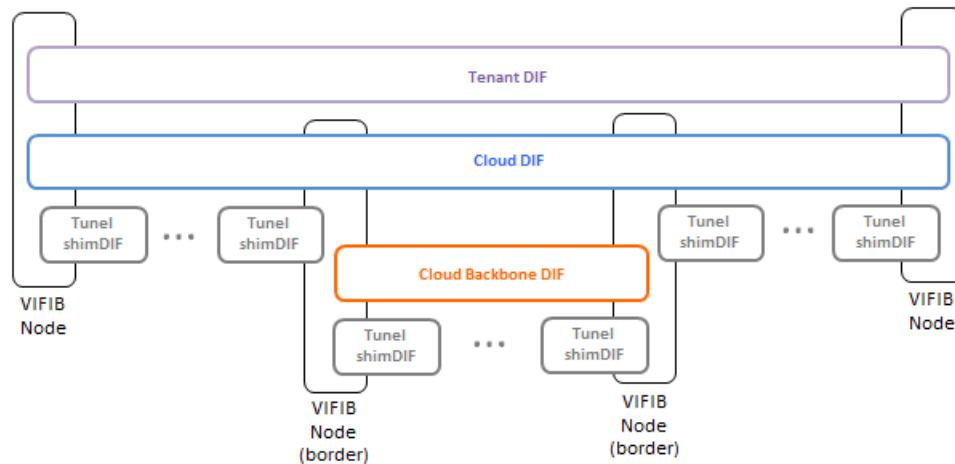 Tenant DIF
Cloud DIF
Tunel
shimDIF
Tunel
shimDIF
Tunel
shimDIF
Tunel
shimDIF
Cloud Backbone DIF
VIFIB
Node
VIFIB
Node
Tunel
shimDIF
Tunel
shimDIF
VIFIB
Node
(border)
VIFIB
Node
(border)